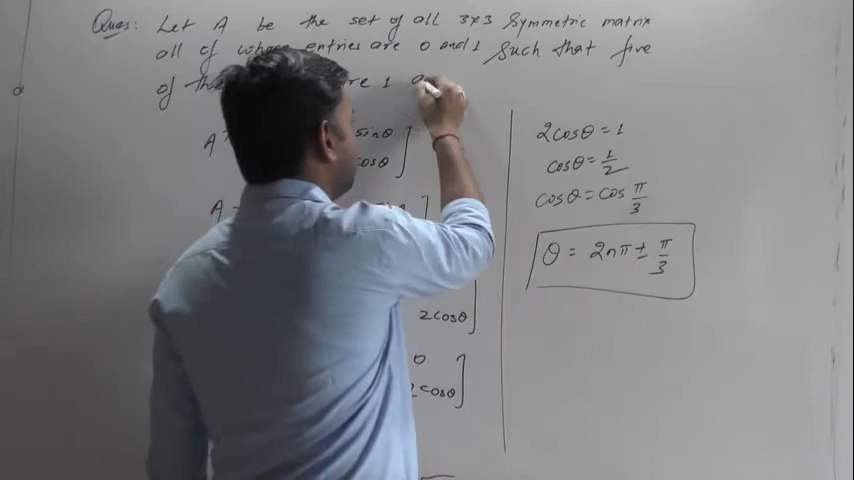 Ques: Let A be the set of all 3x3 Symmetric matrix
all of whose entries are 0 and 1 such that five
of the 1
A sinθ
cosθ ]
A
2cosθ ]
0
2cosθ ]
2cosθ = 1
cosθ = 1/2
cosθ = cos π/3
θ = 2nπ ± π/3